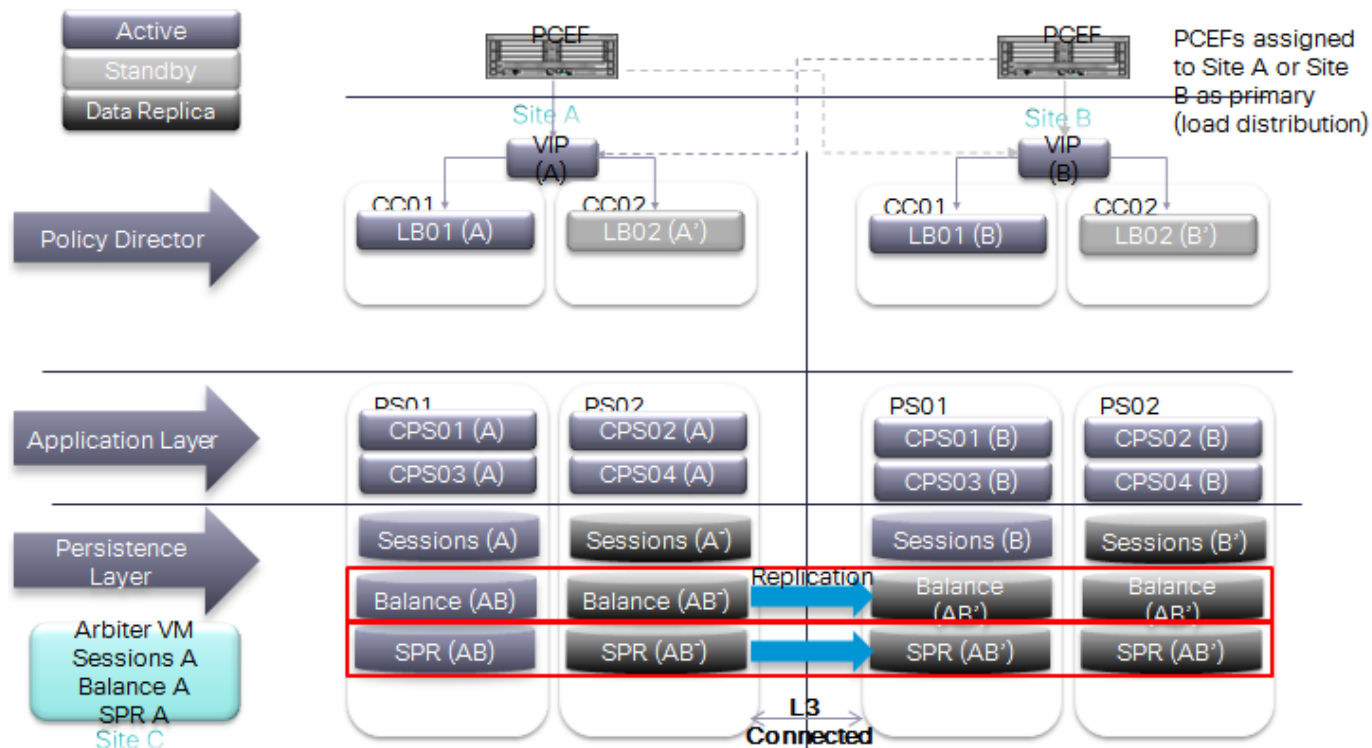 Active
Standby
Data Replica
PCEF
PCEF
PCEFs assigned
to Site A or Site
B as primary
(load distribution)
Site A
Site B
VIP
(A)
VIP
(B)
Policy Director
CC01
LB01 (A)
CC02
LB02 (A’)
CC01
LB01 (B)
CC02
LB02 (B’)
Application Layer
PS01
CPS01 (A)
CPS03 (A)
PS02
CPS02 (A)
CPS04 (A)
PS01
CPS01 (B)
CPS03 (B)
PS02
CPS02 (B)
CPS04 (B)
Persistence
Layer
Sessions (A)
Sessions (A-)
Sessions (B)
Sessions (B’)
Balance (AB)
Balance (AB-)
Replication
Balance
(AB’)
Balance
(AB’)
SPR (AB)
SPR (AB-)
SPR (AB’)
SPR (AB’)
Arbiter VM
Sessions A
Balance A
SPR A
Site C
L3
Connected